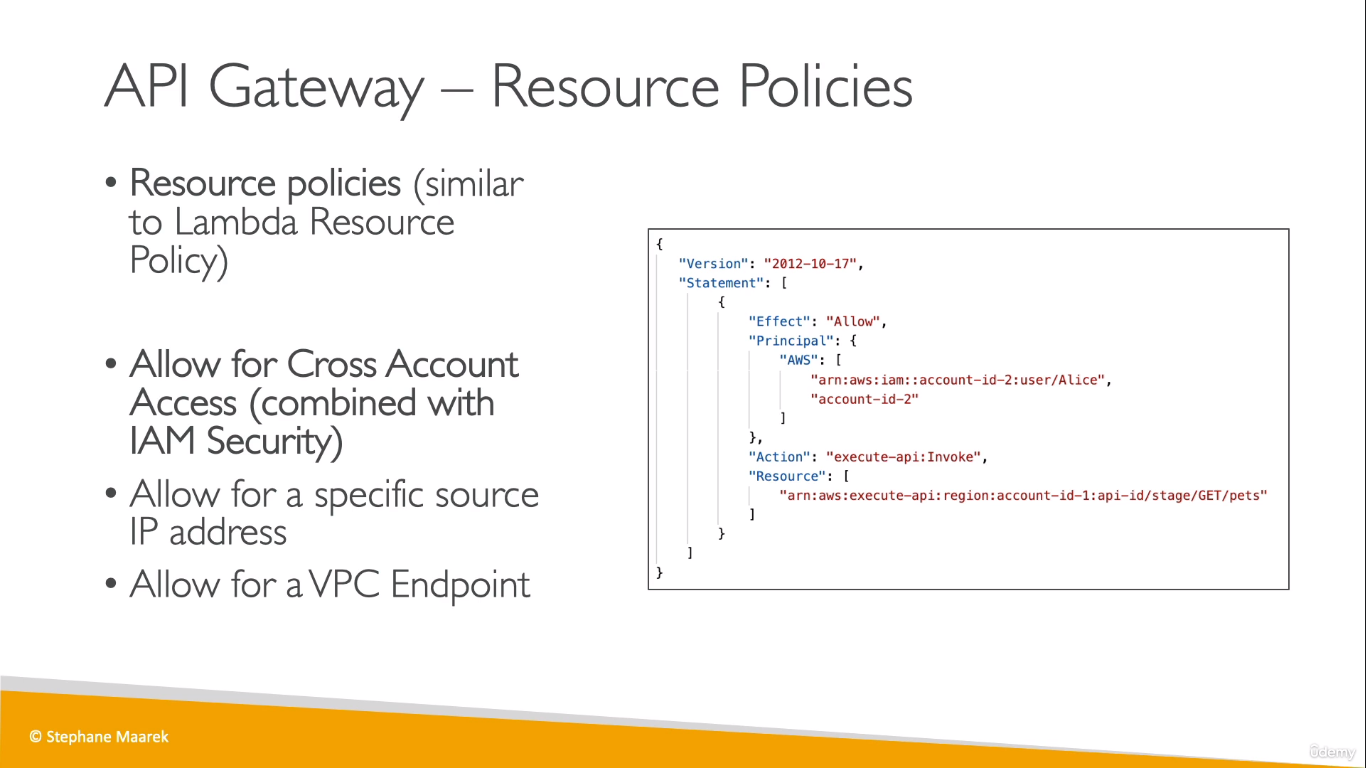 API Gateway – Resource Policies
• Resource policies (similar
to Lambda Resource
Policy)
• Allow for Cross Account
Access (combined with
IAM Security)
• Allow for a specific source
IP address
• Allow for a VPC Endpoint
{
"Version": "2012-10-17",
"Statement": [
{
"Effect": "Allow",
"Principal": {
"AWS": [
"arn:aws:iam::account-id-2:user/Alice",
"account-id-2"
]
},
"Action": "execute-api:Invoke",
"Resource": [
"arn:aws:execute-api:region:account-id-1:api-id/stage/GET/pets"
]
}
]
}
© Stephane Maarek
ûdemy